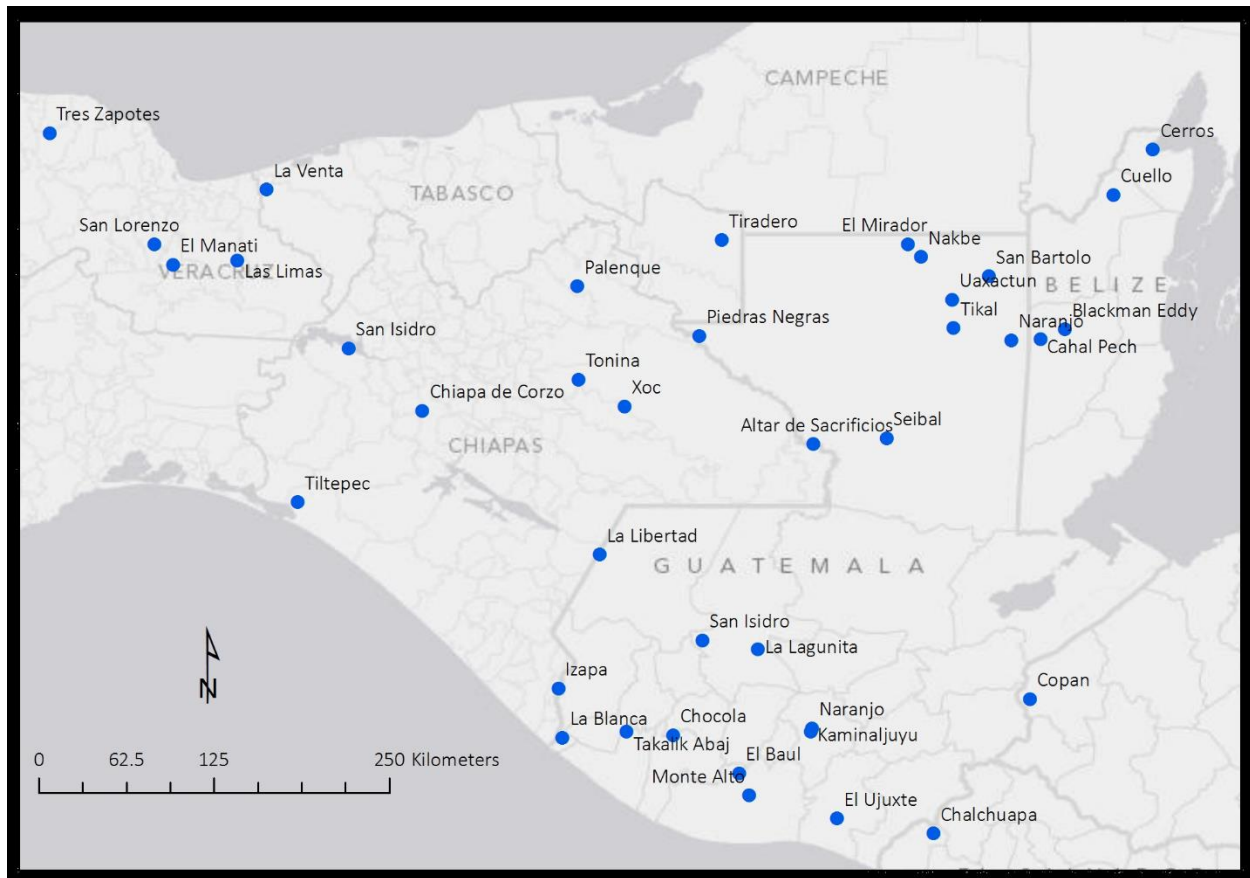 CAMPECHE
Tres Zapotes
Cerros
La Venta
Cuello
TABASCO
San Lorenzo
Tiradero
El Mirador
El Manati
Nakbe
VERACRUZ
Las Limas
Palenque
San Bartolo
Uaxactun
BELIZE
Tikal
Piedras Negras
Naranjo
Blackman Eddy
San Isidro
Cahal Pech
Tonina
Xoc
Chiapa de Corzo
Altar de Sacrificios
Seibal
CHIAPAS
Tiltepec
La Libertad
GUATEMALA
San Isidro
La Lagunita
Izapa
Copan
N
La Blanca
Chocola
Naranjo
Takalik Abaj
Kaminaljuyu
El Baul
0 62.5 125 250 Kilometers
Monte Alto
El Ujuxte
Chalchuapa